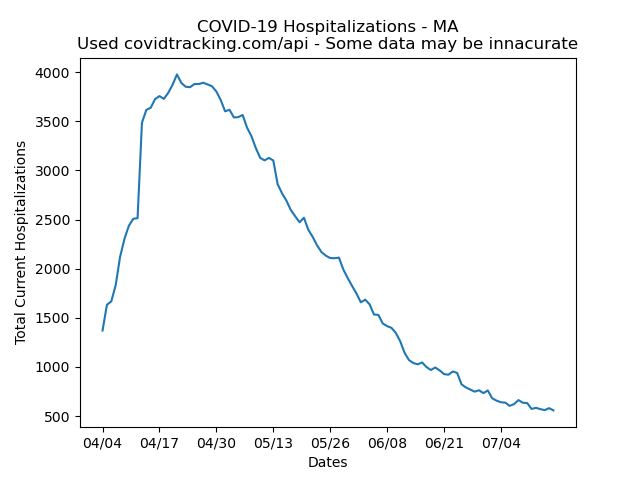 COVID-19 Hospitalizations - MA
Used covidtracking.com/api - Some data may be innacurate
4000
3500
3000
2500
2000
1500
1000
500
Total Current Hospitalizations
04/04 04/17 04/30 05/13 05/26 06/08 06/21 07/04
Dates